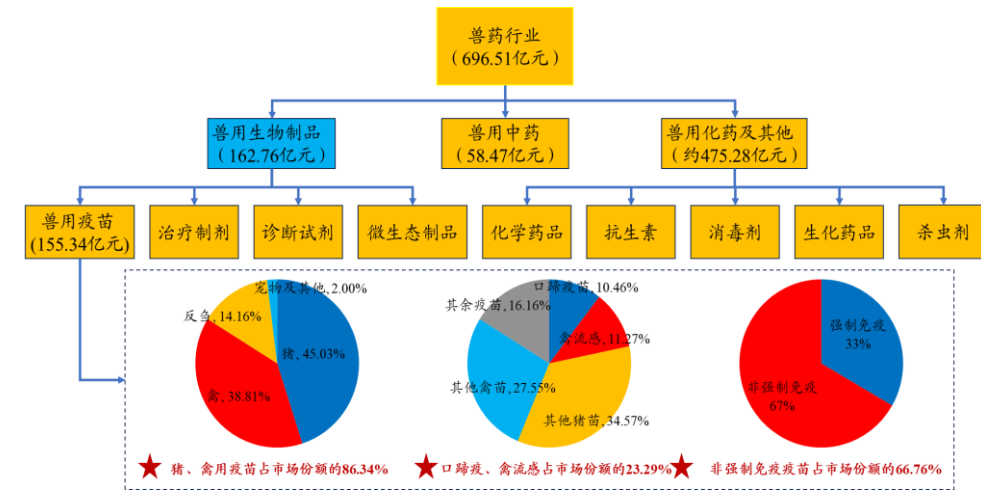 兽药行业
（696.51亿元）
兽用生物制品
（162.76亿元）
兽用中药
（58.47亿元）
兽用化药及其他
（约475.28亿元）
兽用疫苗
(155.34亿元)
治疗制剂
诊断试剂
微生态制品
化学药品
抗生素
消毒剂
生化药品
杀虫剂
宠物及其他, 2.00%
反刍, 14.16%
猪, 45.03%
禽, 38.81%
口蹄疫苗, 10.46%
其余疫苗, 16.16%
禽流感, 11.27%
其他禽苗, 27.55%
其他猪苗, 34.57%
强制免疫
33%
非强制免疫
67%
猪、禽用疫苗占市场份额的86.34%
口蹄疫、禽流感占市场份额的23.29%
非强制免疫疫苗占市场份额的66.76%